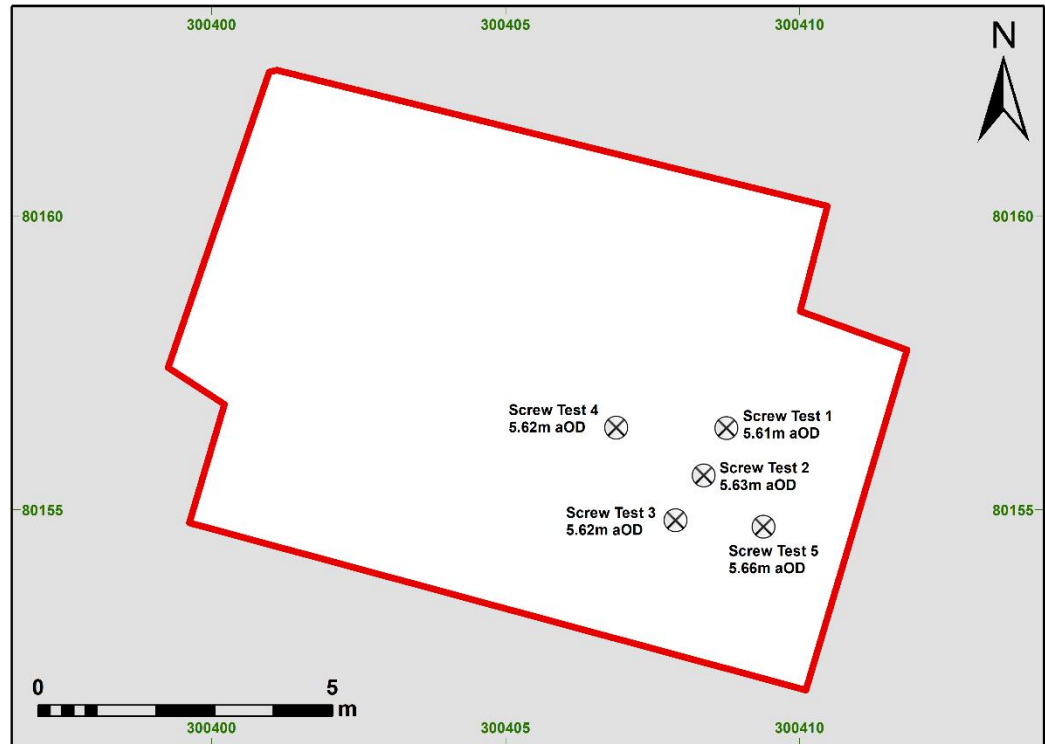 300400
300405
300410
N
80160
80160
Screw Test 4
5.62m aOD
Screw Test 1
5.61m aOD
Screw Test 2
5.63m aOD
80155
Screw Test 3
5.62m aOD
80155
Screw Test 5
5.66m aOD
0
5
m
300400
300405
300410